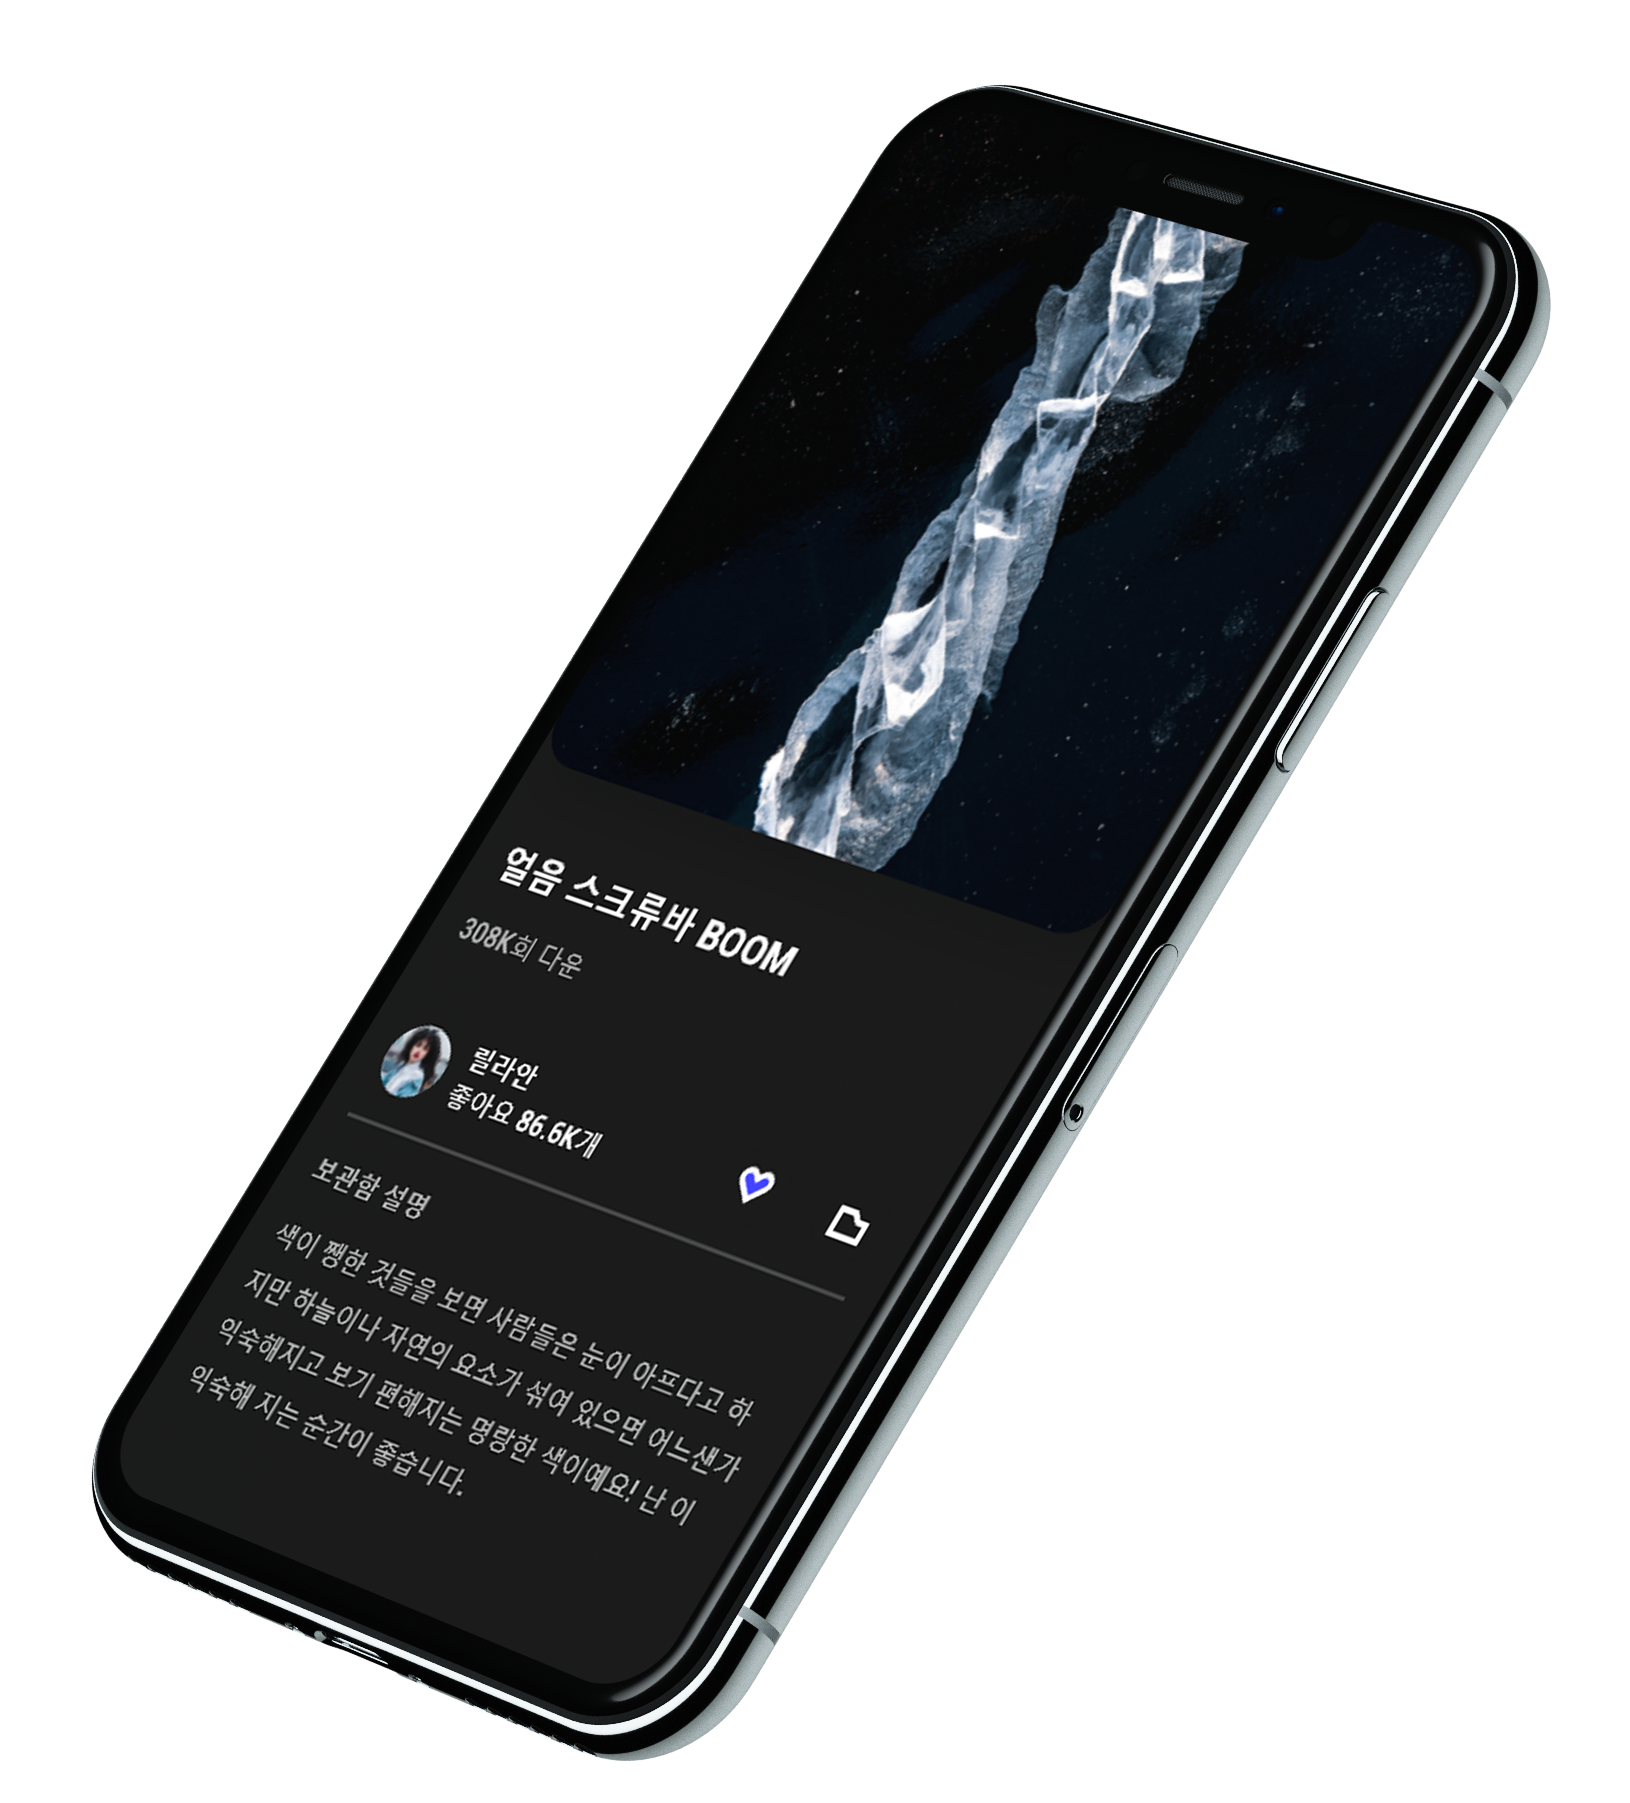 얼음 스크류바 BOOM
308K회 다운
릴라안
좋아요 86.6K개
보관함 설명
색이 쨍한 것들을 보면 사람들은 눈이 아프다고 하
지만 하늘이나 자연의 요소가 섞여 있으면 어느샌가
익숙해지고 보기 편해지는 명랑한 색이예요! 난 이
익숙해 지는 순간이 좋습니다.